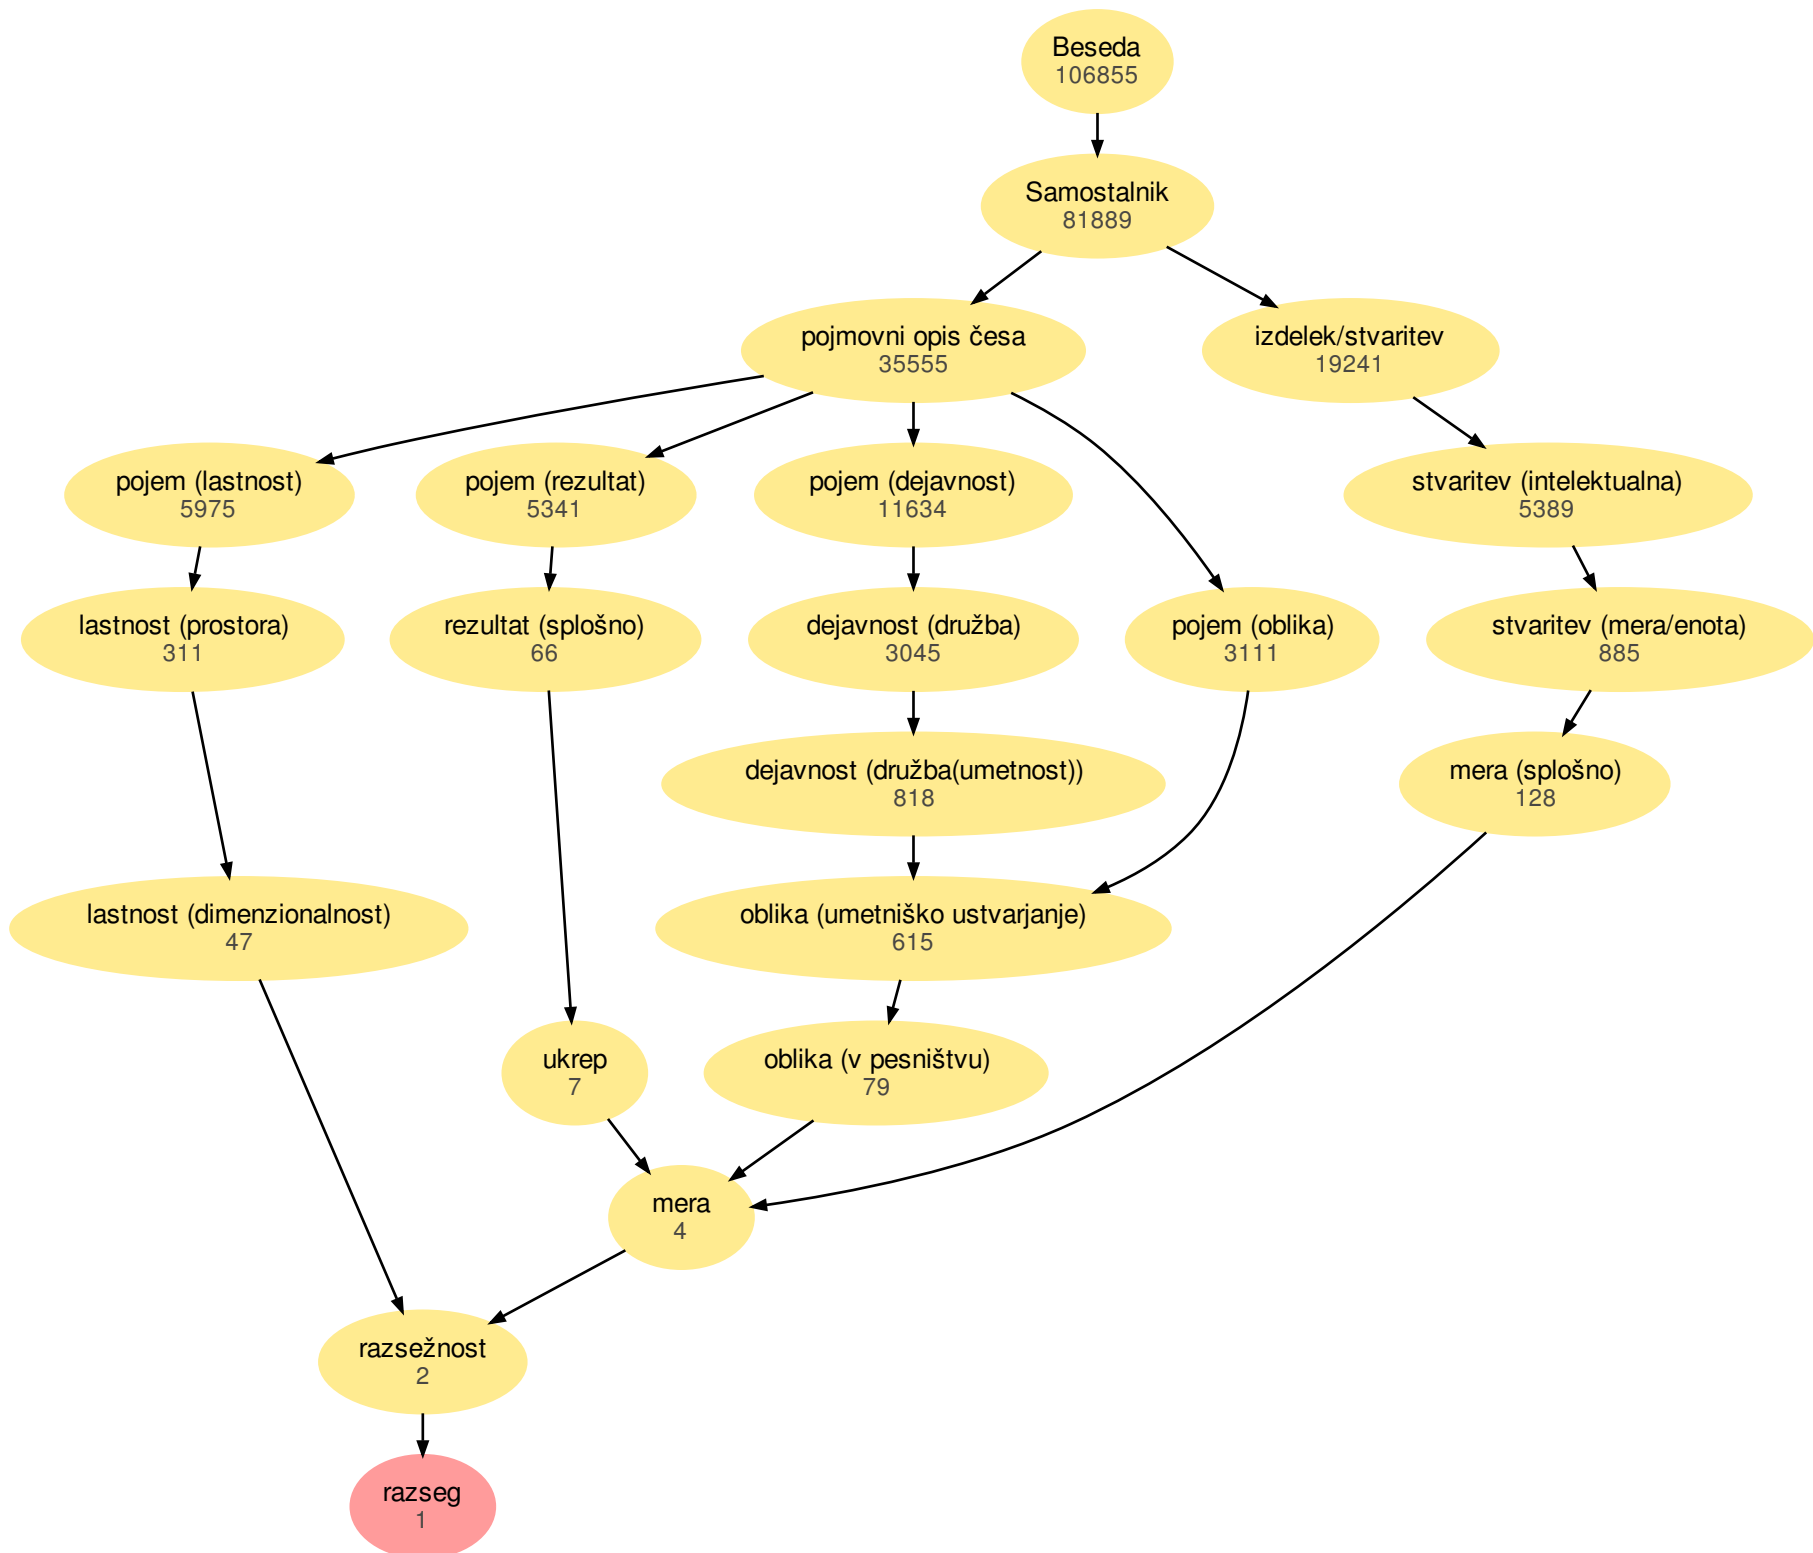 Beseda
106855
Samostalnik
81889
pojmovni opis česa
35555
izdelek/stvaritev
19241
pojem (lastnost)
5975
pojem (rezultat)
5341
pojem (dejavnost)
11634
stvaritev (intelektualna)
5389
lastnost (prostora)
311
rezultat (splošno)
66
dejavnost (družba)
3045
pojem (oblika)
3111
stvaritev (mera/enota)
885
dejavnost (družba(umetnost))
818
mera (splošno)
128
lastnost (dimenzionalnost)
47
oblika (umetniško ustvarjanje)
615
ukrep
7
oblika (v pesništvu)
79
mera
4
razsežnost
2
razseg
1